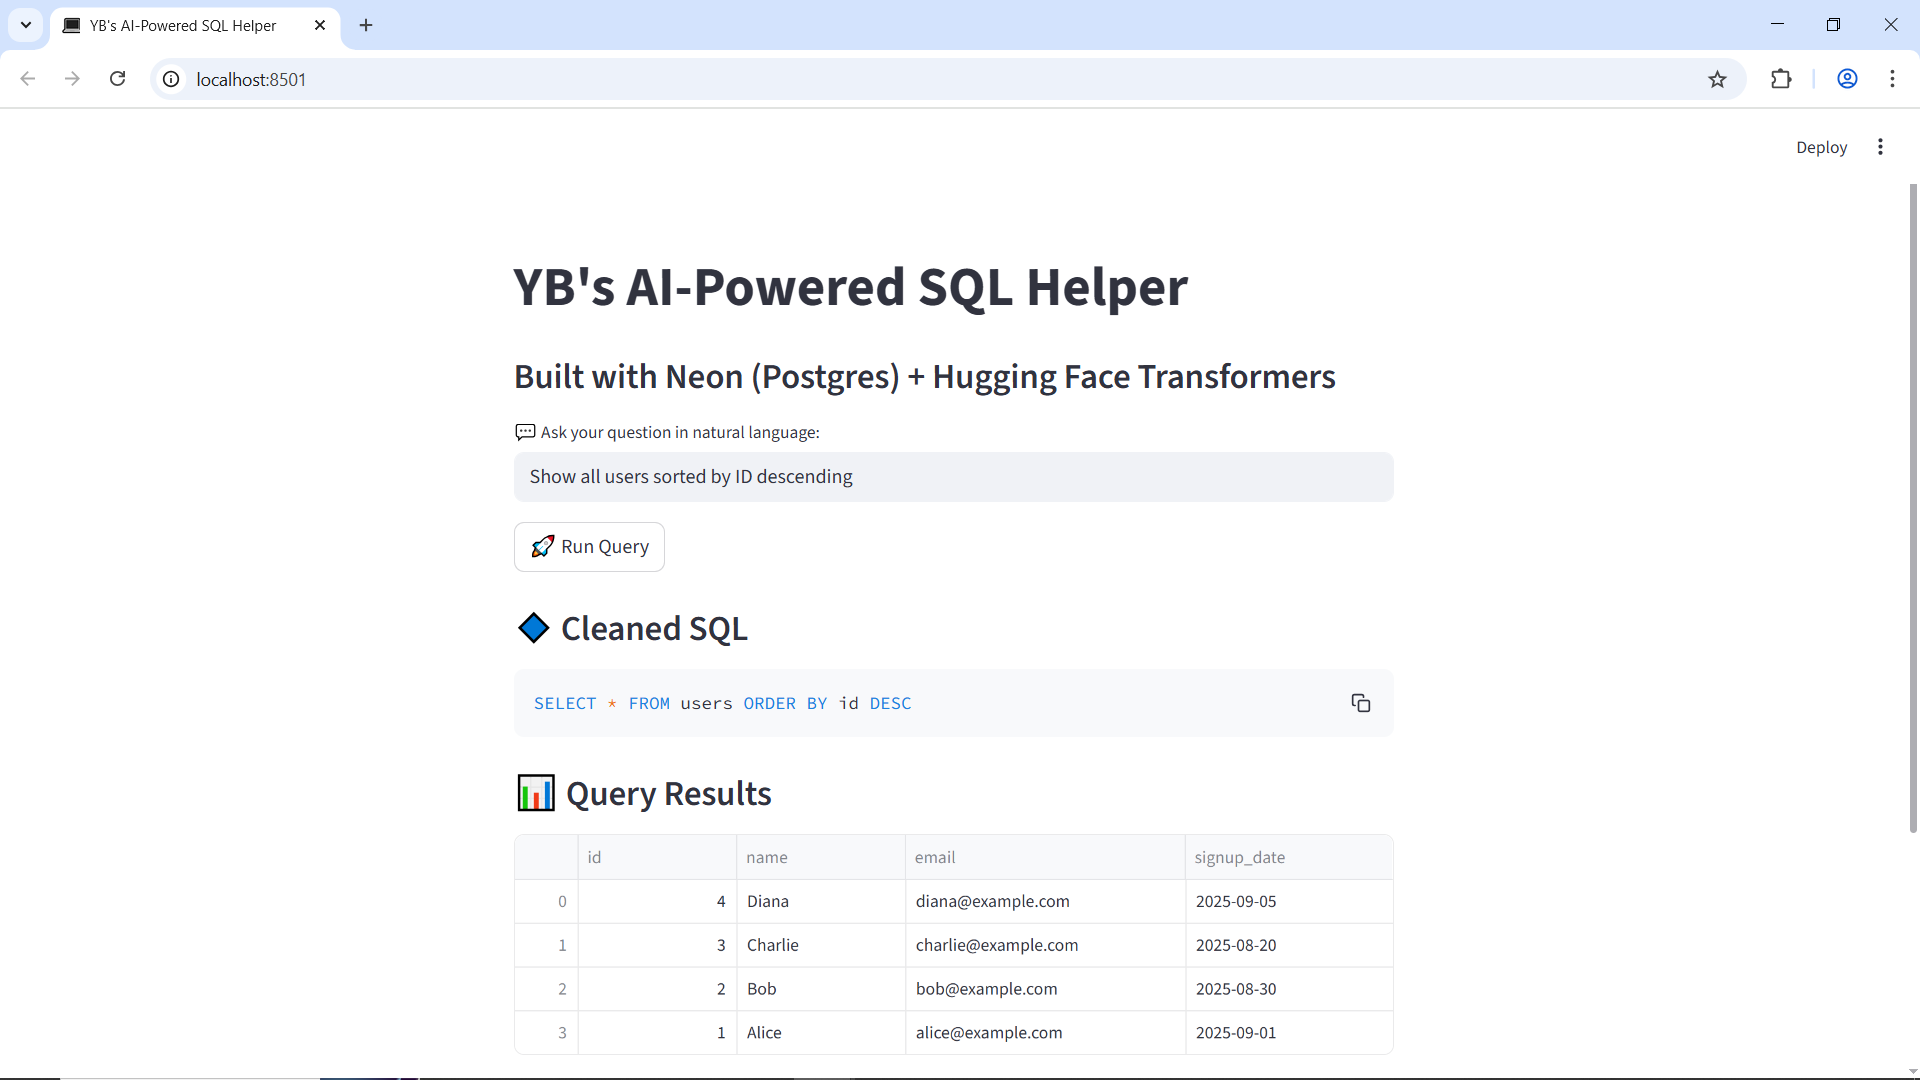 YB's AI-Powered SQL Helper
localhost:8501
Deploy
YB's AI-Powered SQL Helper
Built with Neon (Postgres) + Hugging Face Transformers
💬 Ask your question in natural language:
Show all users sorted by ID descending
🚀 Run Query
🔷 Cleaned SQL
SELECT * FROM users ORDER BY id DESC
📊 Query Results
id name email signup_date
0 4 Diana diana@example.com 2025-09-05
1 3 Charlie charlie@example.com 2025-08-20
2 2 Bob bob@example.com 2025-08-30
3 1 Alice alice@example.com 2025-09-01